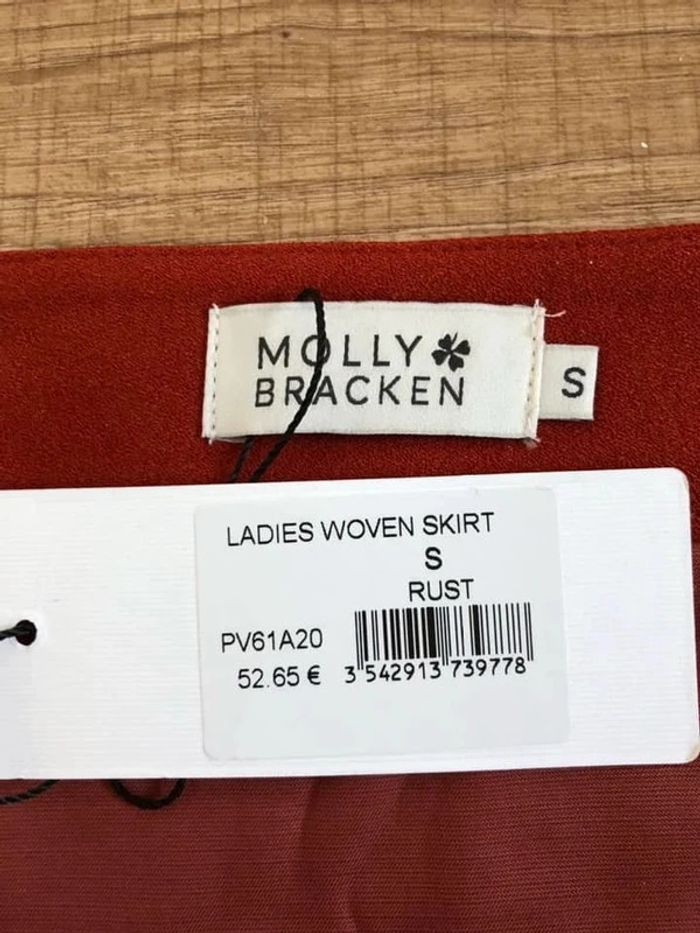 MOLLY
BRACKEN
S
LADIES WOVEN SKIRT
S
RUST
PV61A20
52.65 €
3 542913 739778